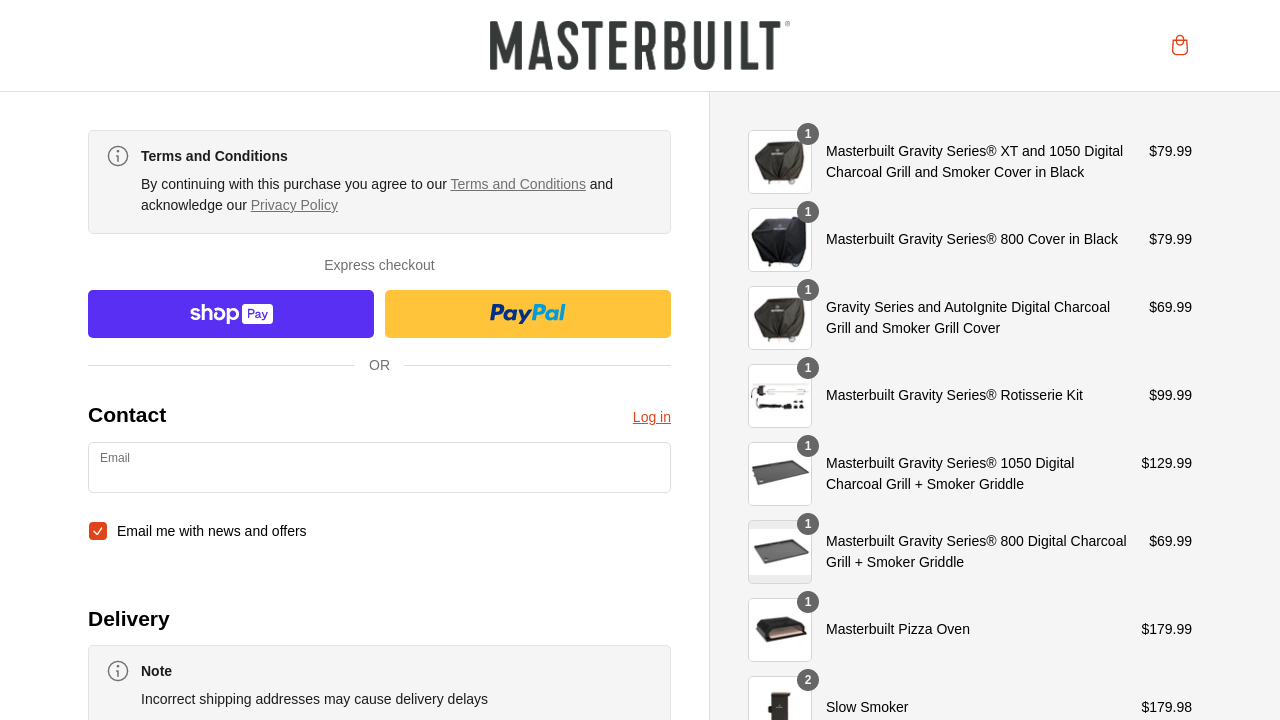 MASTERBUILT®
Terms and Conditions
By continuing with this purchase you agree to our Terms and Conditions and
acknowledge our Privacy Policy
Express checkout
shop Pay
PayPal
OR
Contact
Log in
Email
Email me with news and offers
Delivery
Note
Incorrect shipping addresses may cause delivery delays
1
Masterbuilt Gravity Series® XT and 1050 Digital
Charcoal Grill and Smoker Cover in Black
$79.99
1
Masterbuilt Gravity Series® 800 Cover in Black
$79.99
1
Gravity Series and AutoIgnite Digital Charcoal
Grill and Smoker Grill Cover
$69.99
1
Masterbuilt Gravity Series® Rotisserie Kit
$99.99
1
Masterbuilt Gravity Series® 1050 Digital
Charcoal Grill + Smoker Griddle
$129.99
1
Masterbuilt Gravity Series® 800 Digital Charcoal
Grill + Smoker Griddle
$69.99
1
Masterbuilt Pizza Oven
$179.99
2
Slow Smoker
$179.98